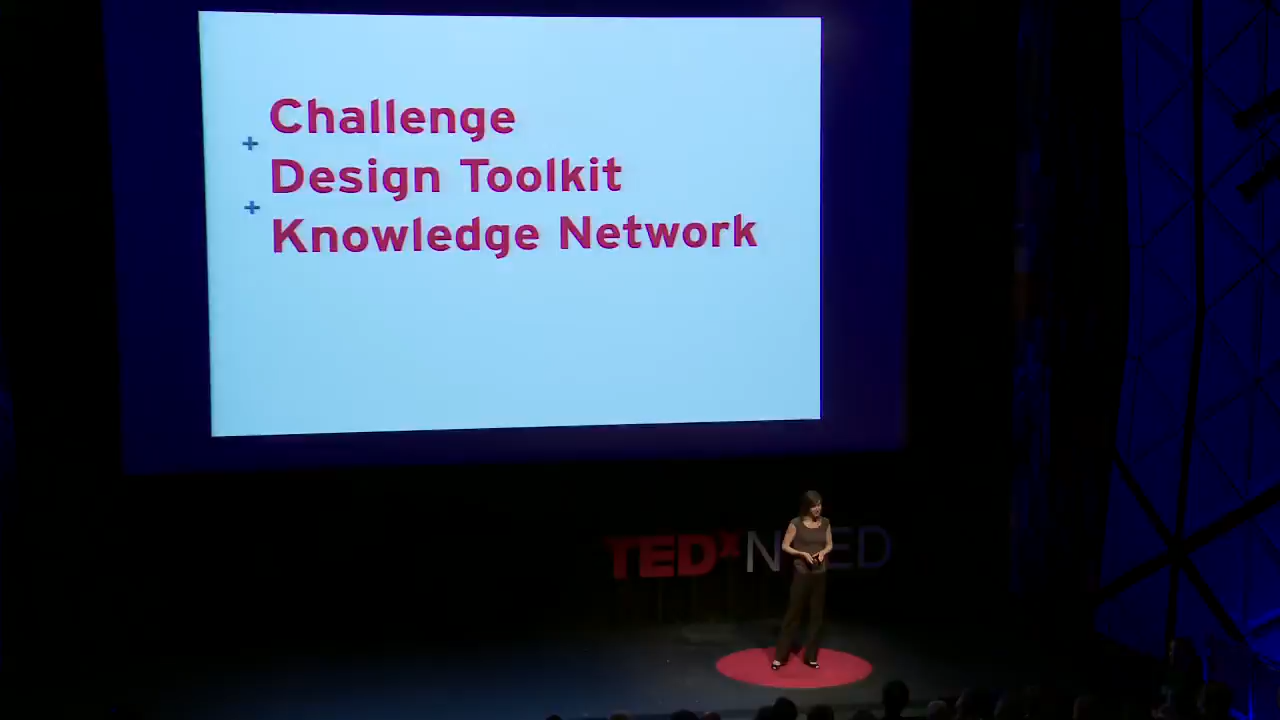 Challenge
+
Design Toolkit
+
Knowledge Network
TEDx